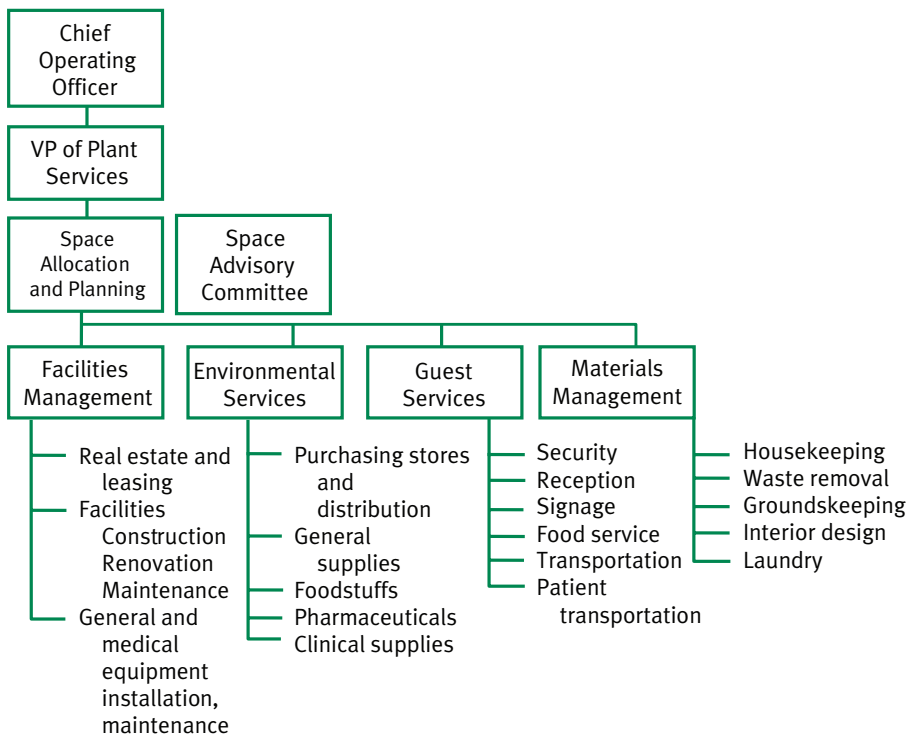 Chief
Operating
Officer
VP of Plant
Services
Space
Allocation
and Planning
Space
Advisory
Committee
Facilities
Management
Environmental
Services
Guest
Services
Materials
Management
Real estate and
leasing
Facilities
Construction
Renovation
Maintenance
General and
medical
equipment
installation,
maintenance
Purchasing stores
and
distribution
General
supplies
Foodstuffs
Pharmaceuticals
Clinical supplies
Security
Reception
Signage
Food service
Transportation
Patient
transportation
Housekeeping
Waste removal
Groundskeeping
Interior design
Laundry